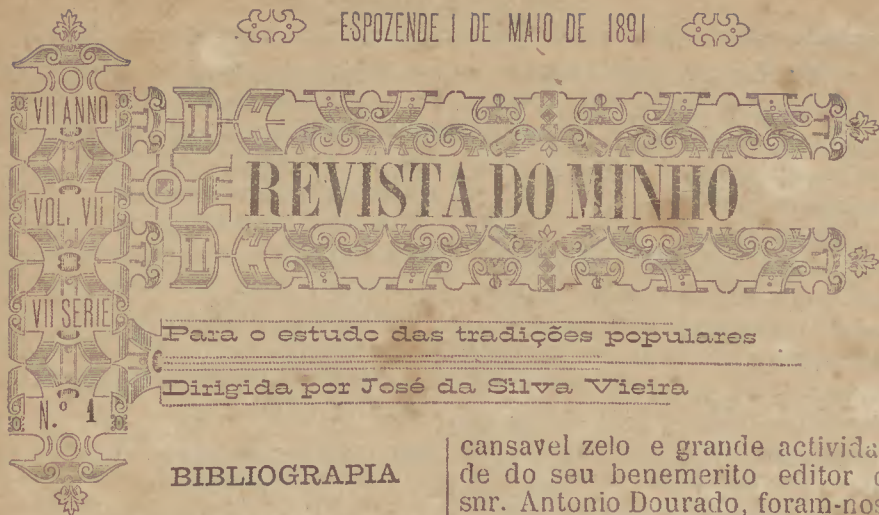 ESPOZENDE 1 DE MAIO DE 1891
VII ANNO
VOL. VII
VII SERIE
N.º 1
REVISTA DO MINHO
Para o estudo das tradições populares
Dirigida por José da Silva Vieira
BIBLIOGRAPIA
cansavel zelo e grande activida-
de do seu benemerito editor o
snr. Antonio Dourado, foram-nos